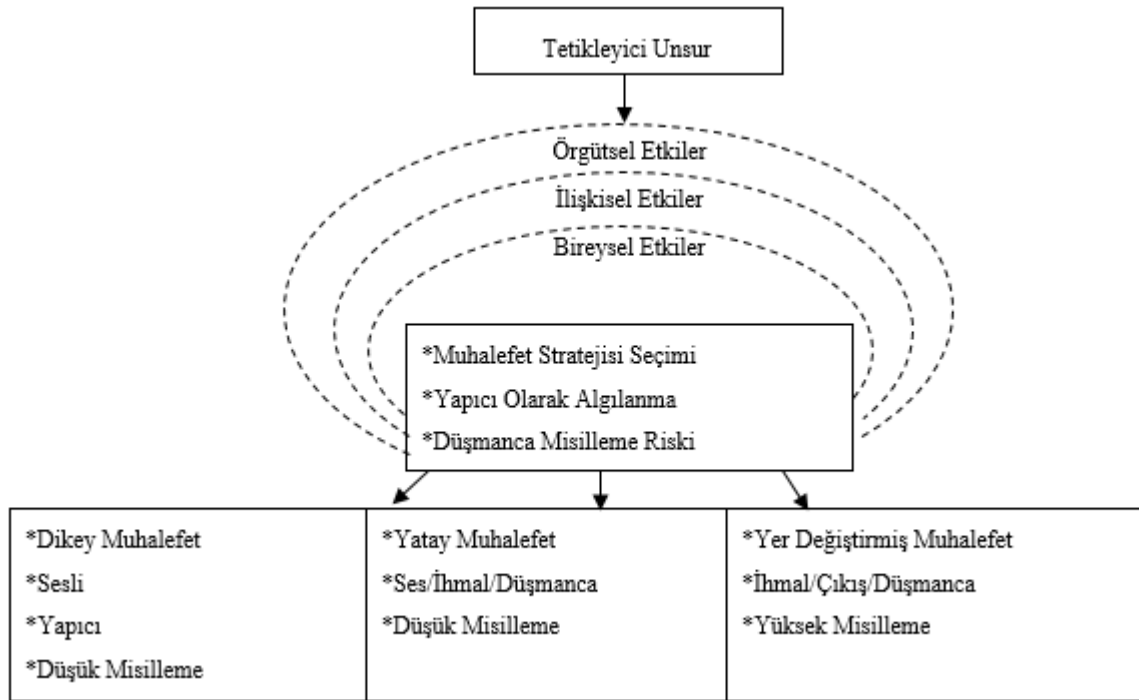 Tetikleyici Unsur
Örgütsel Etkiler
İlişkisel Etkiler
Bireysel Etkiler
*Muhalefet Stratejisi Seçimi
*Yapıcı Olarak Algılanma
*Düşmanca Misilleme Riski
*Dikey Muhalefet
*Sesli
*Yapıcı
*Düşük Misilleme
*Yatay Muhalefet
*Ses/İhmal/Düşmanca
*Düşük Misilleme
*Yer Değiştirmiş Muhalefet
*İhmal/Çıkış/Düşmanca
*Yüksek Misilleme